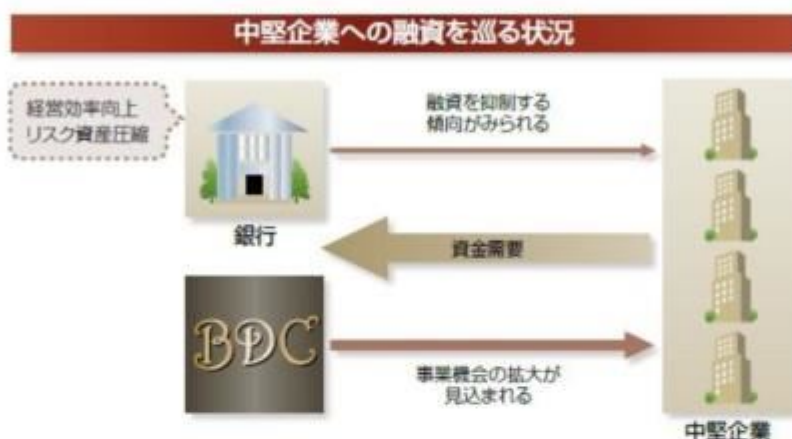 中堅企業への融資を巡る状況
経営効率向上
リスク資産圧縮
融資を抑制する
傾向がみられる
銀行
資金需要
BDC
事業機会の拡大が
見込まれる
中堅企業